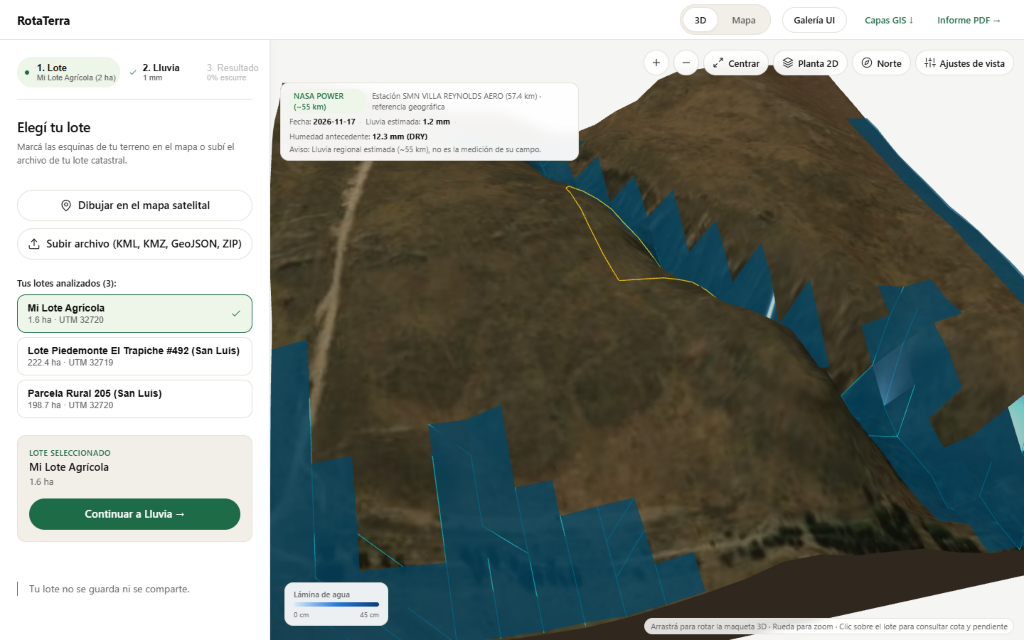 RotaTerra
3D
Mapa
Galería UI
Capas GIS ↓
Informe PDF →
1. Lote
Mi Lote Agrícola (2 ha)
2. Lluvia
1 mm
3. Resultado
0% escurre
Elegí tu lote
Marcá las esquinas de tu terreno en el mapa o subí el
archivo de tu lote catastral.
Dibujar en el mapa satelital
Subir archivo (KML, KMZ, GeoJSON, ZIP)
Tus lotes analizados (3):
Mi Lote Agrícola
1.6 ha · UTM 32720
Lote Piedemonte El Trapiche #492 (San Luis)
222.4 ha · UTM 32719
Parcela Rural 205 (San Luis)
198.7 ha · UTM 32720
LOTE SELECCIONADO
Mi Lote Agrícola
1.6 ha
Continuar a Lluvia →
Tu lote no se guarda ni se comparte.
+
−
Centrar
Planta 2D
Norte
Ajustes de vista
NASA POWER
(~55 km)
Estación SMN VILLA REYNOLDS AERO (57.4 km) ·
referencia geográfica
Fecha: 2026-11-17 Lluvia estimada: 1.2 mm
Humedad antecedente: 12.3 mm (DRY)
Aviso: Lluvia regional estimada (~55 km), no es la medición de su campo.
Lámina de agua
0 cm
45 cm
Arrastrá para rotar la maqueta 3D · Rueda para zoom · Clic sobre el lote para consultar cota y pendiente